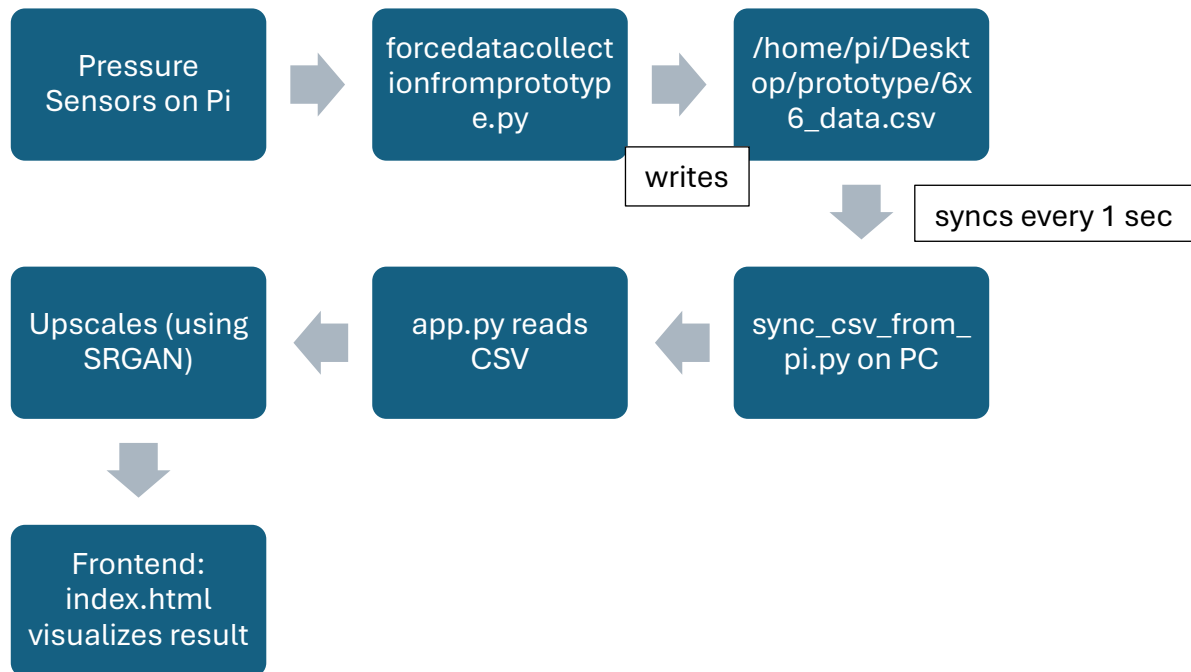 Pressure
Sensors on Pi
forcedatacollect
ionfromprototyp
e.py
writes
/home/pi/Deskt
op/prototype/6x
6_data.csv
syncs every 1 sec
sync_csv_from_
pi.py on PC
app.py reads
CSV
Upscales (using
SRGAN)
Frontend:
index.html
visualizes result